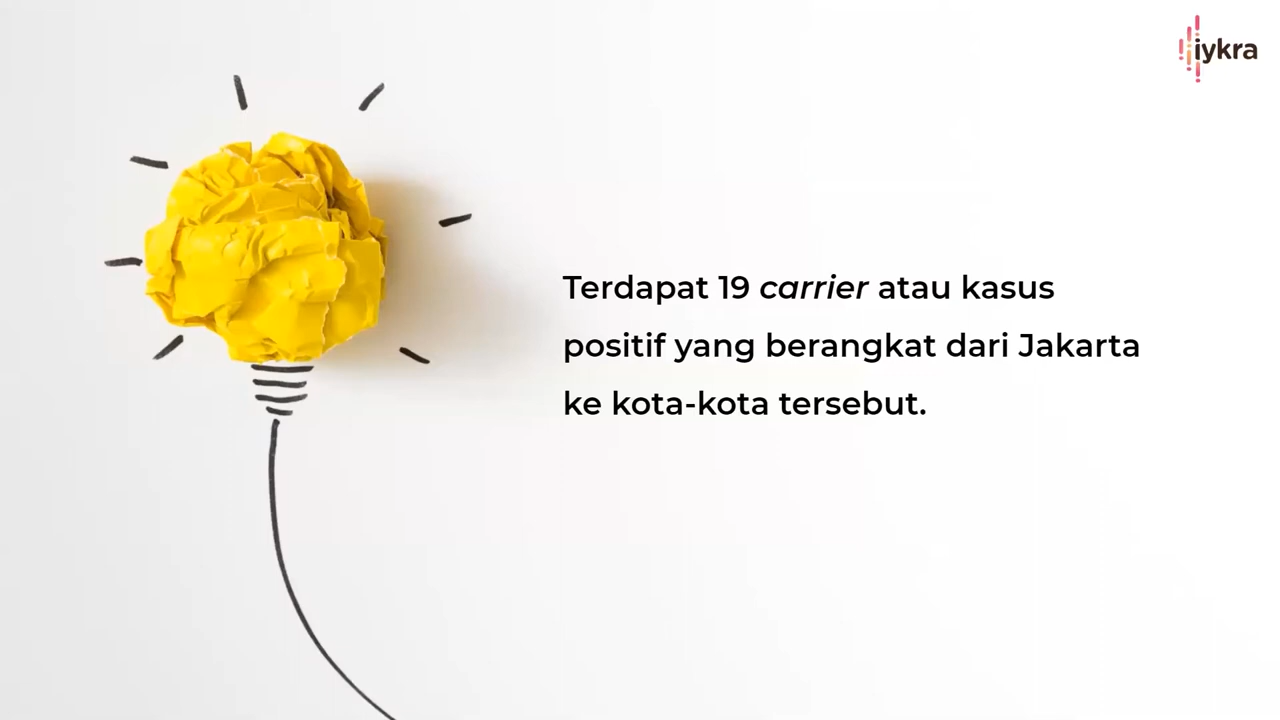 iykra
Terdapat 19 carrier atau kasus
positif yang berangkat dari Jakarta
ke kota-kota tersebut.